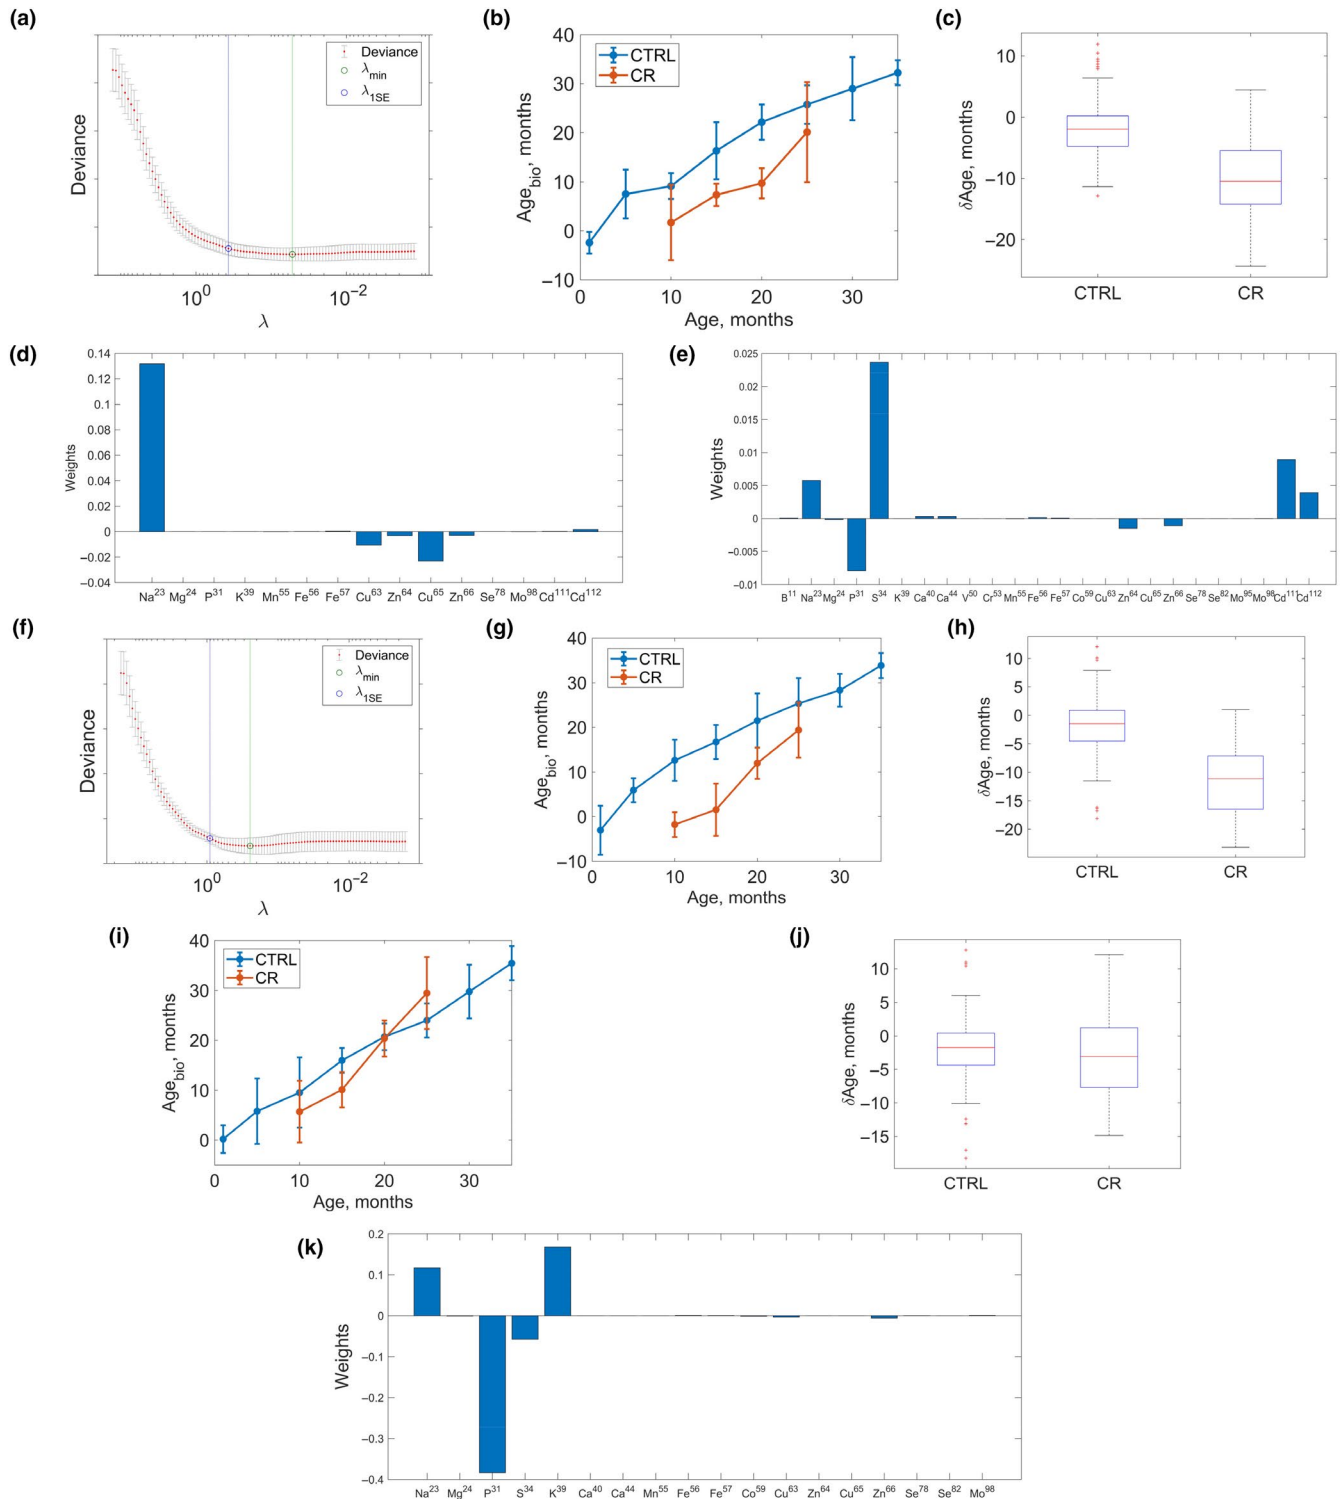 (a)
Deviance
λmin
λ1SE
Deviance
10^0
10^-2
λ
(b)
CTRL
CR
40
30
20
10
0
−10
Agebio, months
0
10
20
30
Age, months
(c)
10
0
−10
−20
δAge, months
CTRL
CR
(d)
0.14
0.12
0.1
0.08
0.06
0.04
0.02
0
−0.02
−0.04
Weights
Na23 Mg24 P31 K39 Mn55 Fe56 Fe57 Cu63 Zn64 Cu65 Zn66 Se78 Mo98 Cd111 Cd112
(e)
0.025
0.02
0.015
0.01
0.005
0
−0.005
−0.01
Weights
B11 Na23 Mg24 P31 S34 K39 Ca40 Ca44 V50 Cr53 Mn55 Fe56 Fe57 Co59 Cu63 Zn64 Cu65 Zn66 Se78 Se82 Mo95 Mo98 Cd111 Cd112
(f)
Deviance
λmin
λ1SE
Deviance
10^0
10^-2
λ
(g)
CTRL
CR
40
30
20
10
0
−10
Agebio, months
0
10
20
30
Age, months
(h)
10
5
0
−5
−10
−15
−20
δAge, months
CTRL
CR
(i)
CTRL
CR
40
30
20
10
0
Agebio, months
0
10
20
30
Age, months
(j)
10
5
0
−5
−10
−15
δAge, months
CTRL
CR
(k)
0.2
0.1
0
−0.1
−0.2
−0.3
−0.4
Weights
Na23 Mg24 P31 S34 K39 Ca40 Ca44 Mn55 Fe56 Fe57 Co59 Cu63 Zn64 Cu65 Zn66 Se78 Se82 Mo98